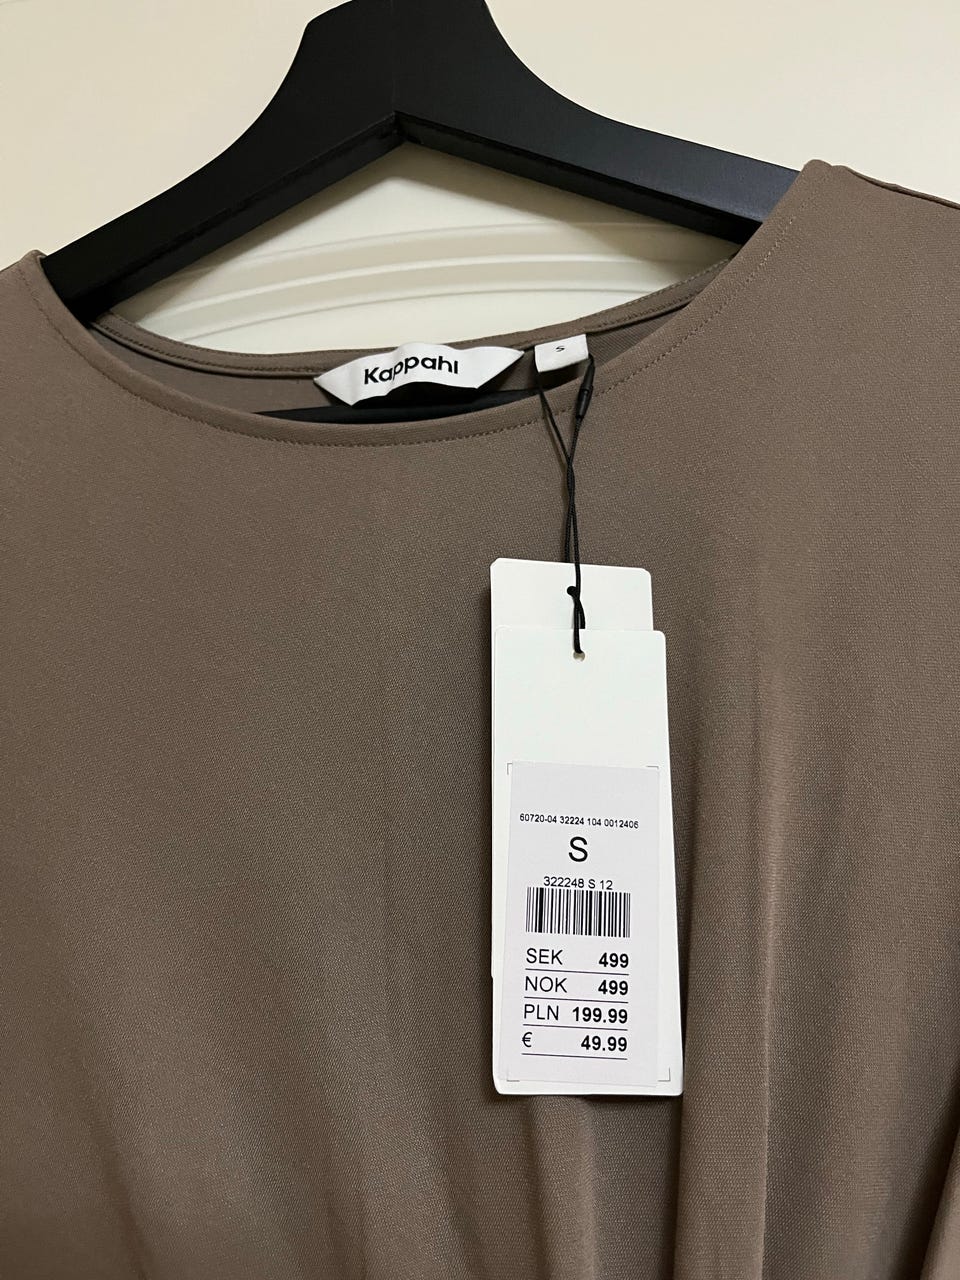 Kappahl
S
60720-04 32224 104 0012406
S
322248 S 12
SEK 499
NOK 499
PLN 199.99
€ 49.99